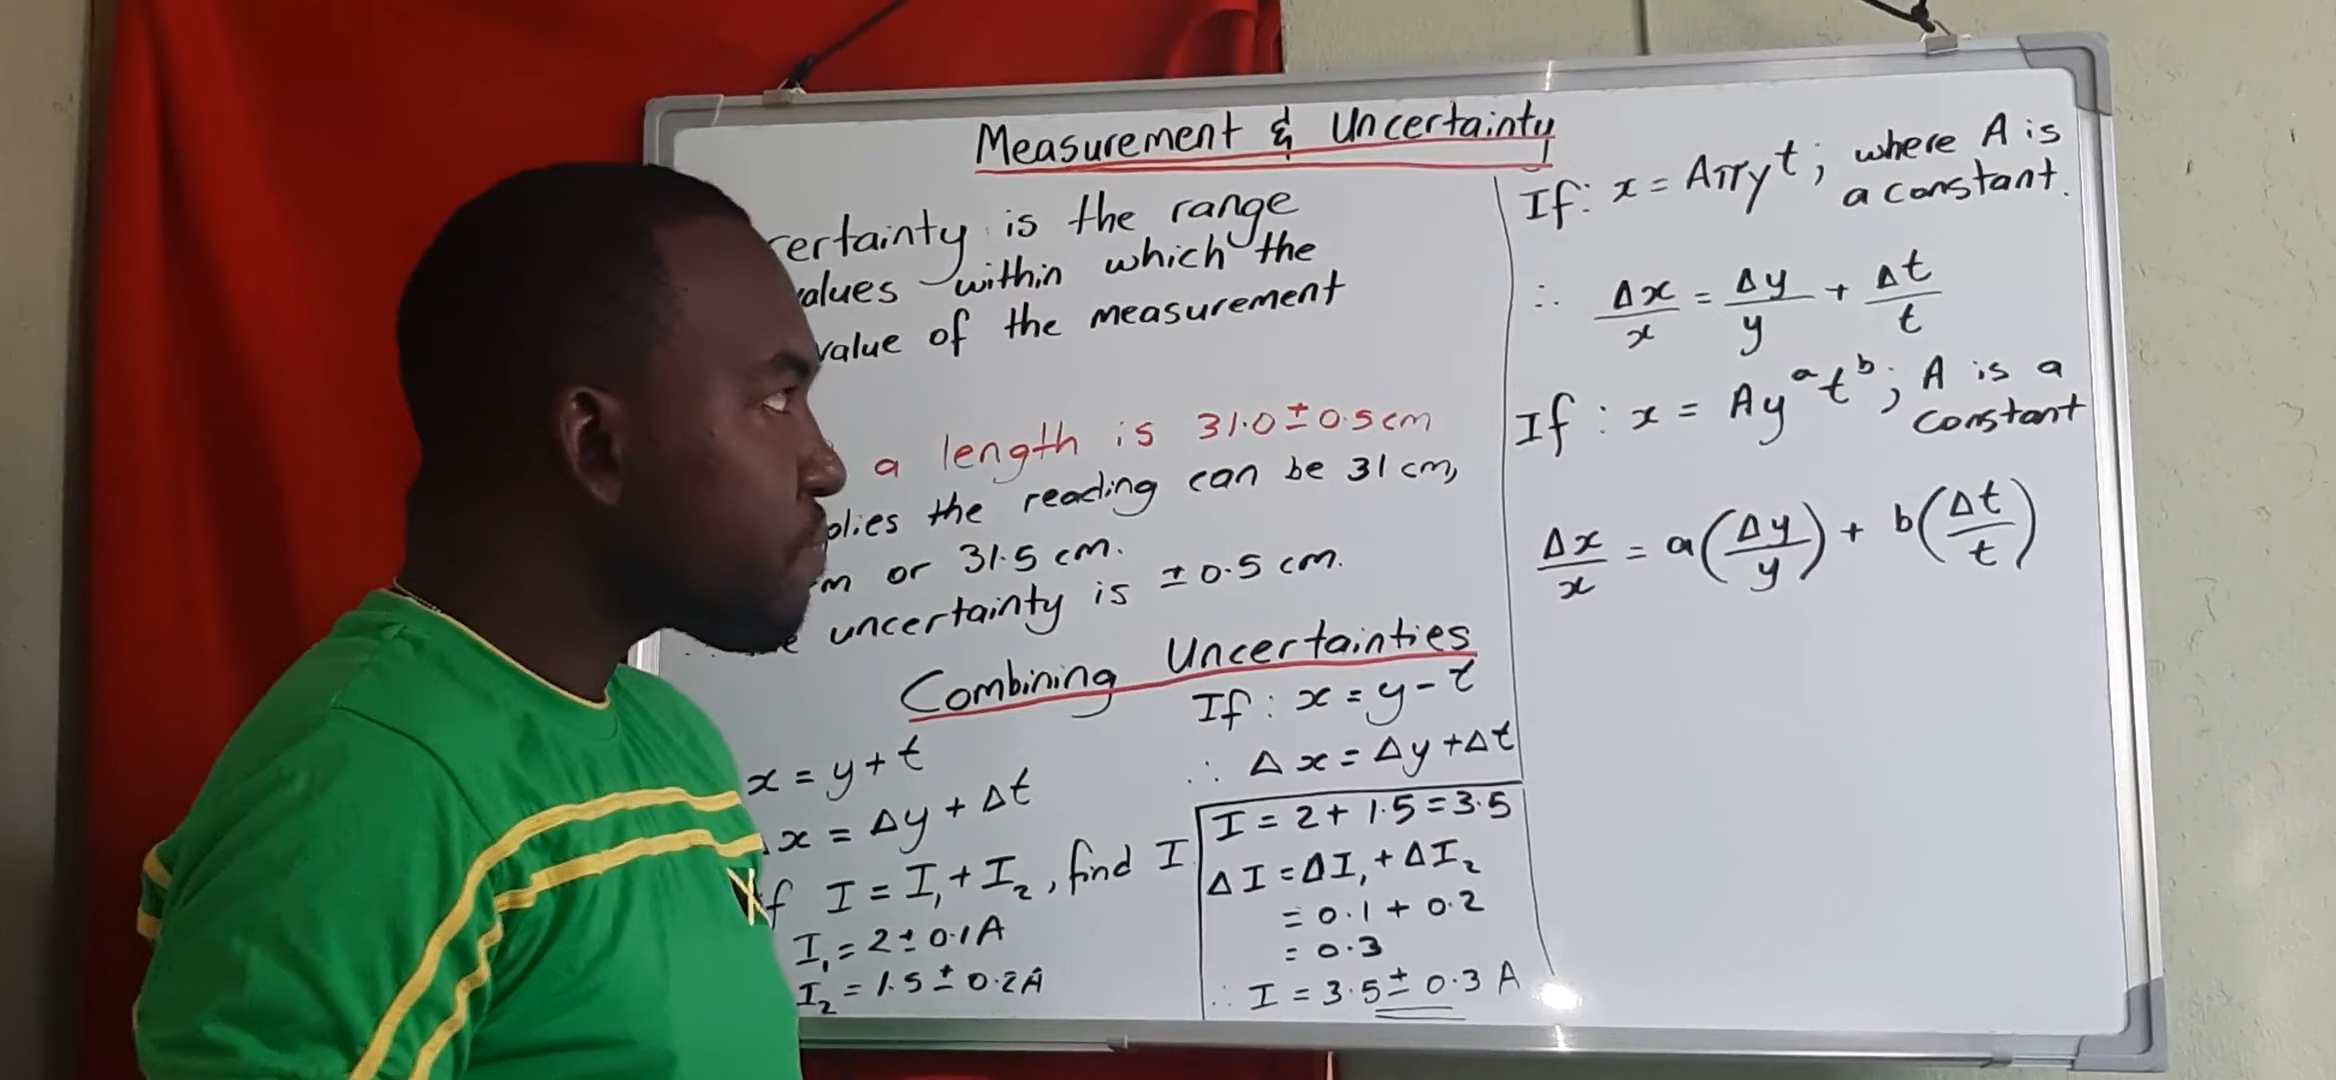 Measurement & Uncertainty
ertainty is the range
alues within which the
value of the measurement
a length is 31.0 ± 0.5 cm
plies the reading can be 31 cm,
m or 31.5 cm.
uncertainty is ± 0.5 cm.
Combining Uncertainties
x = y + t
x = Δy + Δt
If I = I₁ + I₂, find I
I₁ = 2 ± 0.1 A
I₂ = 1.5 ± 0.2 A
If : x = y - t
∴ Δx = Δy + Δt
I = 2 + 1.5 = 3.5
ΔI = ΔI₁ + ΔI₂
= 0.1 + 0.2
= 0.3
∴ I = 3.5 ± 0.3 A
If: x = Aπyt; where A is
a constant.
∴ Δx/x = Δy/y + Δt/t
If : x = Ayᵃtᵇ; A is a
constant
Δx/x = a(Δy/y) + b(Δt/t)